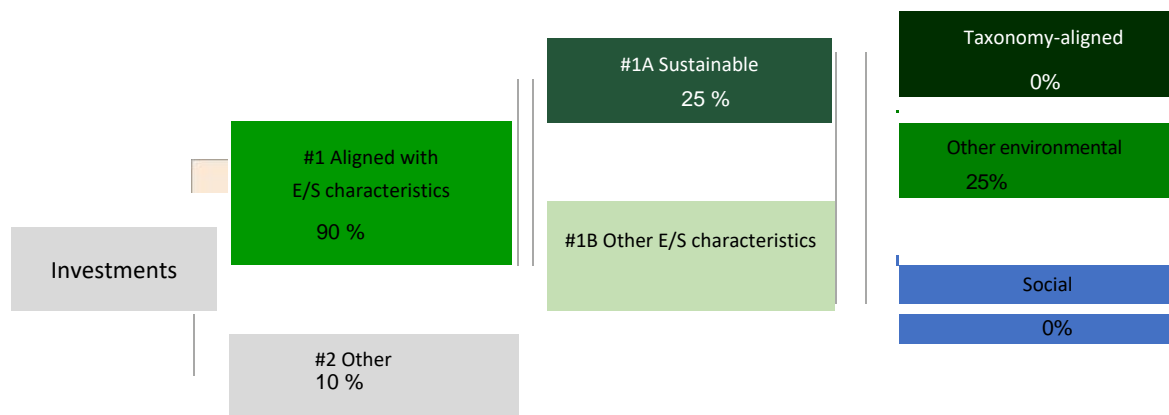 Investments
#1 Aligned with
E/S characteristics
90 %
#2 Other
10 %
#1A Sustainable
25 %
#1B Other E/S characteristics
Taxonomy-aligned
0%
Other environmental
25%
Social
0%